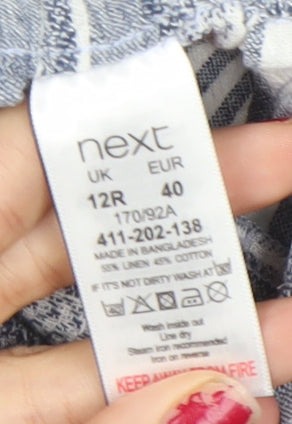 next
UK EUR
12R 40
170/92A
411-202-138
MADE IN BANGLADESH
55% LINEN 45% COTTON
IF IT'S NOT DIRTY WASH AT 30
Wash inside out
Line dry
Steam iron recommended
Iron on reverse
KEEP AWAY FROM FIRE